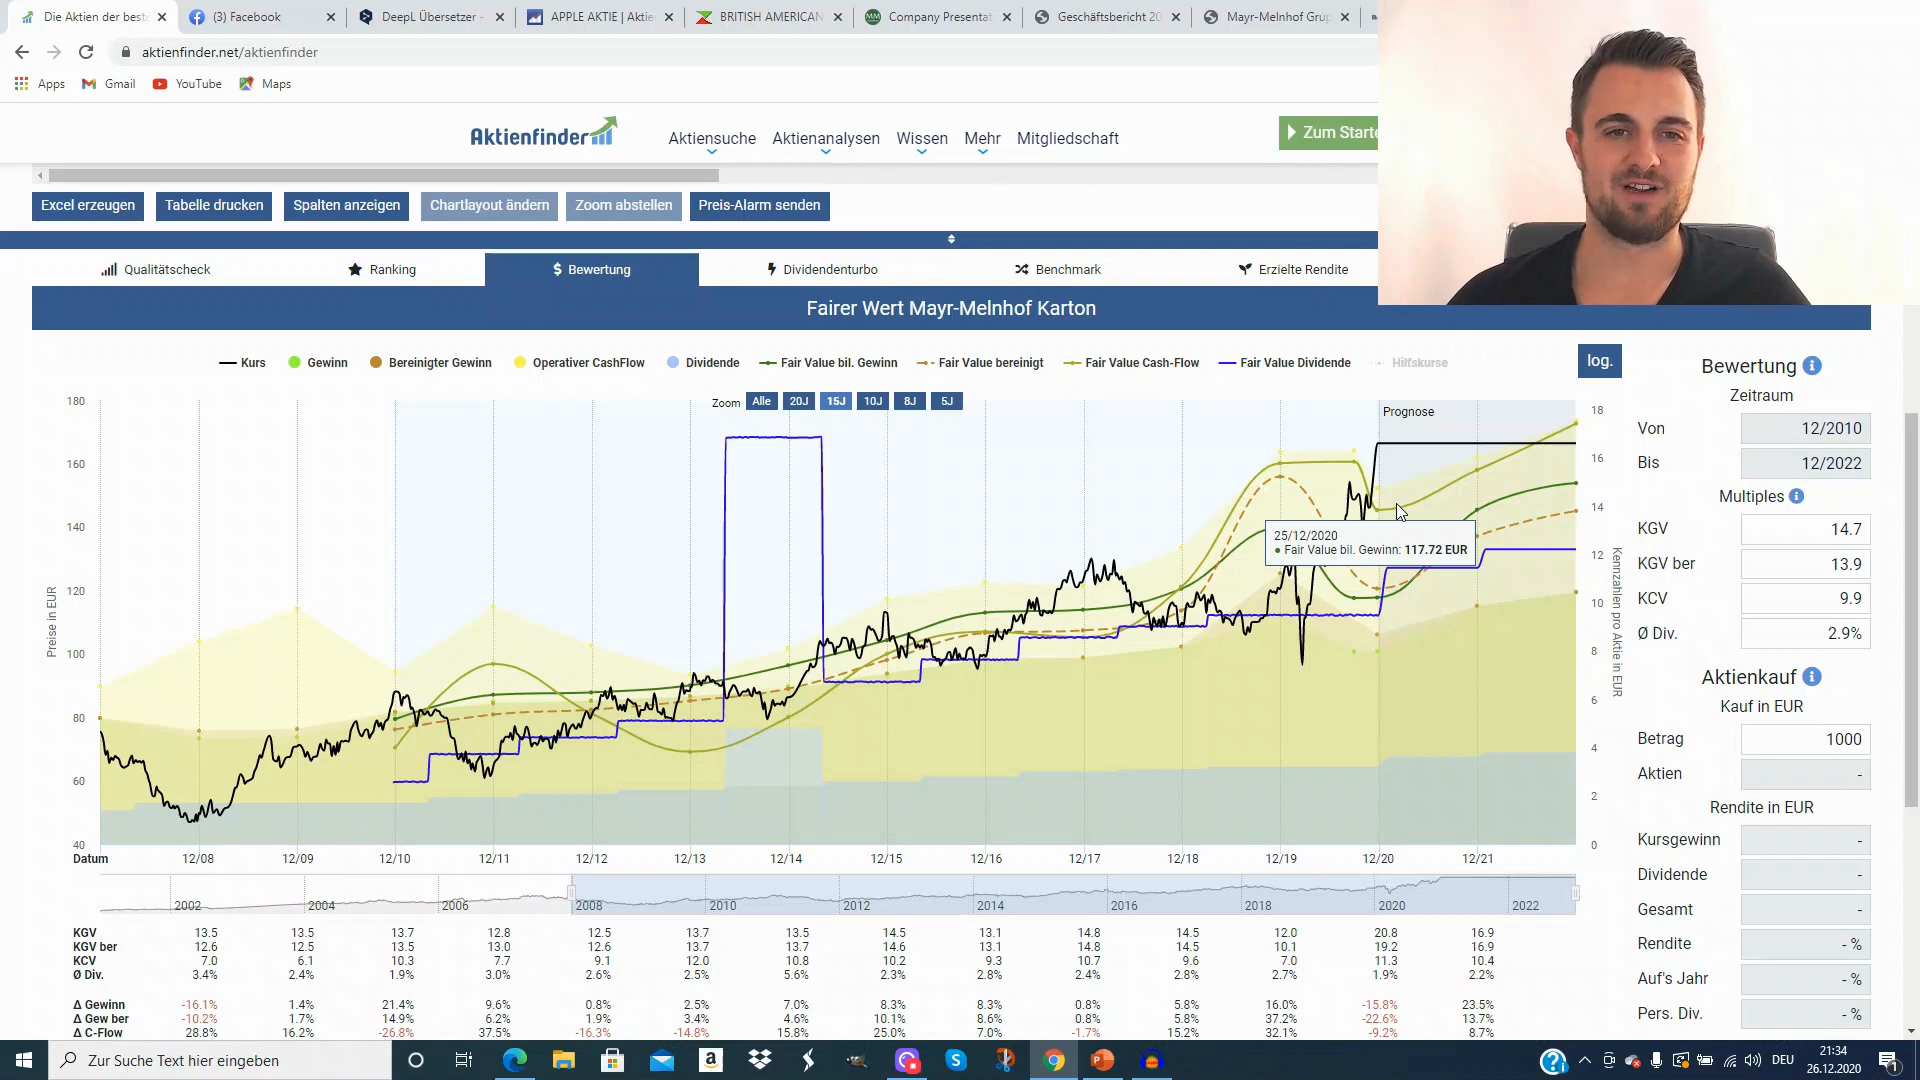 Die Aktien der best
(3) Facebook
DeepL Übersetzer -
APPLE AKTIE | Aktie
BRITISH AMERICAN
Company Presentat
Geschäftsbericht 20
Mayr-Melnhof Grup
aktienfinder.net/aktienfinder
Apps
Gmail
YouTube
Maps
Aktienfinder
Aktiensuche
Aktienanalysen
Wissen
Mehr
Mitgliedschaft
Zum Starte
Excel erzeugen
Tabelle drucken
Spalten anzeigen
Chartlayout ändern
Zoom abstellen
Preis-Alarm senden
Qualitätscheck
Ranking
$ Bewertung
Dividendenturbo
Benchmark
Erzielte Rendite
Fairer Wert Mayr-Melnhof Karton
Kurs
Gewinn
Bereinigter Gewinn
Operativer CashFlow
Dividende
Fair Value bil. Gewinn
Fair Value bereinigt
Fair Value Cash-Flow
Fair Value Dividende
Hilfskurse
log.
Zoom
Alle
20J
15J
10J
8J
5J
Prognose
180
160
140
120
100
80
60
40
Preise in EUR
18
16
14
12
10
8
6
4
2
0
Kennzahlen pro Aktie in EUR
25/12/2020
Fair Value bil. Gewinn: 117.72 EUR
Datum 12/08 12/09 12/10 12/11 12/12 12/13 12/14 12/15 12/16 12/17 12/18 12/19 12/20 12/21
2002 2004 2006 2008 2010 2012 2014 2016 2018 2020 2022
KGV 13.5 13.5 13.7 12.8 12.5 13.7 13.5 14.5 13.1 14.8 14.5 12.0 20.8 16.9
KGV ber 12.6 12.5 13.5 13.0 12.6 13.7 13.7 14.6 13.1 14.8 14.5 10.1 19.2 16.9
KCV 7.0 6.1 10.3 7.7 9.1 12.0 10.8 10.2 9.3 10.7 9.6 7.0 11.3 10.4
Ø Div. 3.4% 2.4% 1.9% 3.0% 2.6% 2.5% 5.6% 2.3% 2.8% 2.4% 2.8% 2.7% 1.9% 2.2%
Δ Gewinn -16.1% 1.4% 21.4% 9.6% 0.8% 2.5% 7.0% 8.3% 8.3% 0.8% 5.8% 16.0% -15.8% 23.5%
Δ Gew ber -10.2% 1.7% 14.9% 6.2% 1.9% 3.4% 4.6% 10.1% 8.6% 0.8% 5.8% 37.2% -22.6% 13.7%
Δ C-Flow 28.8% 16.2% -26.8% 37.5% -16.3% -14.8% 15.8% 25.0% 7.0% -1.7% 15.2% 32.1% -9.2% 8.7%
Bewertung
Zeitraum
Von 12/2010
Bis 12/2022
Multiples
KGV 14.7
KGV ber 13.9
KCV 9.9
Ø Div. 2.9%
Aktienkauf
Kauf in EUR
Betrag 1000
Aktien -
Rendite in EUR
Kursgewinn -
Dividende -
Gesamt -
Rendite - %
Auf's Jahr - %
Pers. Div. - %
Zur Suche Text hier eingeben
DEU
21:34
26.12.2020